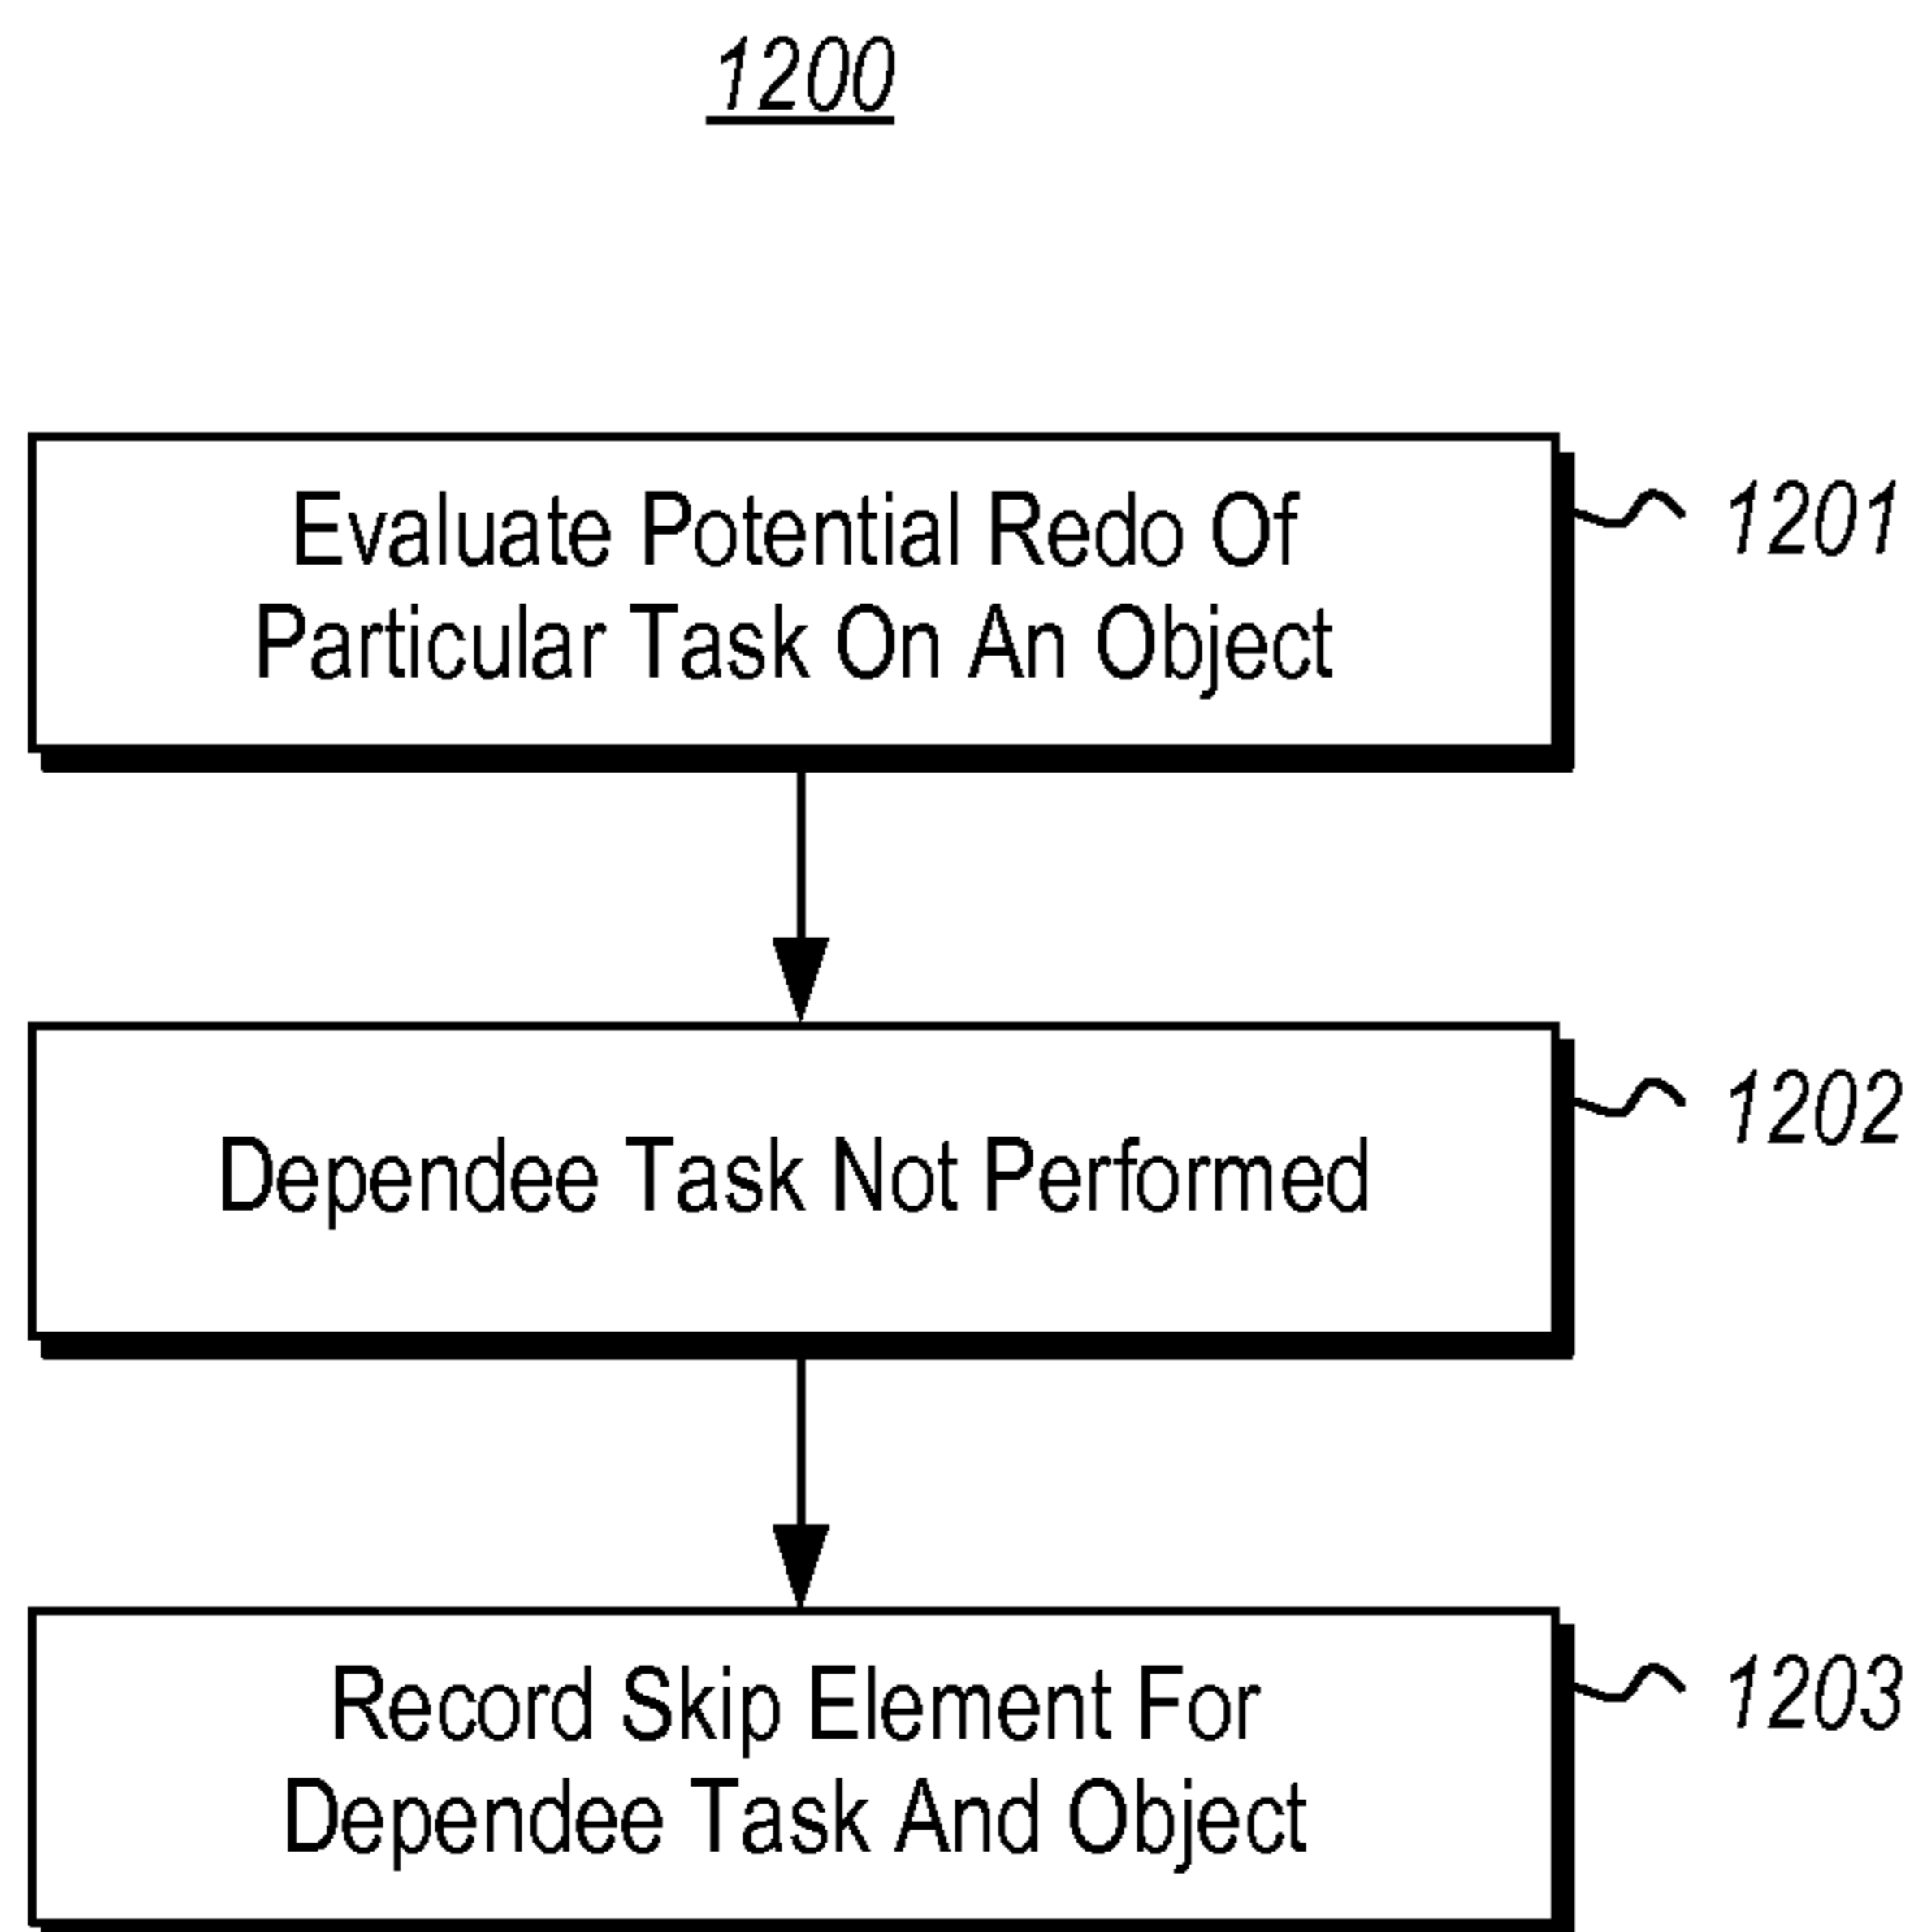 1200
Evaluate Potential Redo Of
Particular Task On An Object
1201
Dependee Task Not Performed
1202
Record Skip Element For
Dependee Task And Object
1203